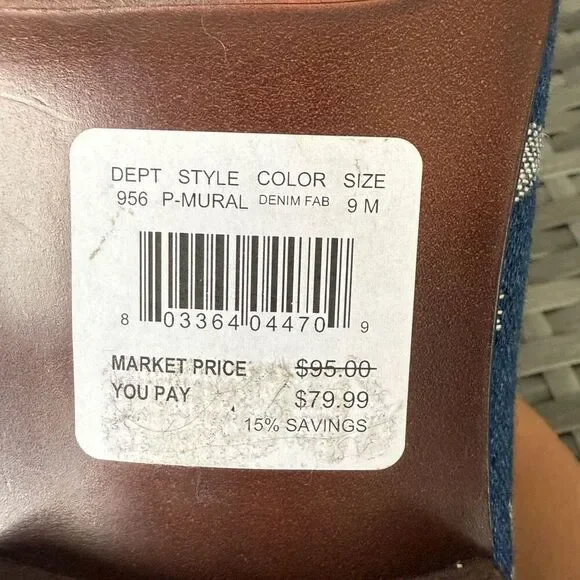 DEPT STYLE COLOR SIZE
956 P-MURAL DENIM FAB 9 M
8 03364 04470 9
MARKET PRICE $95.00
YOU PAY $79.99
15% SAVINGS